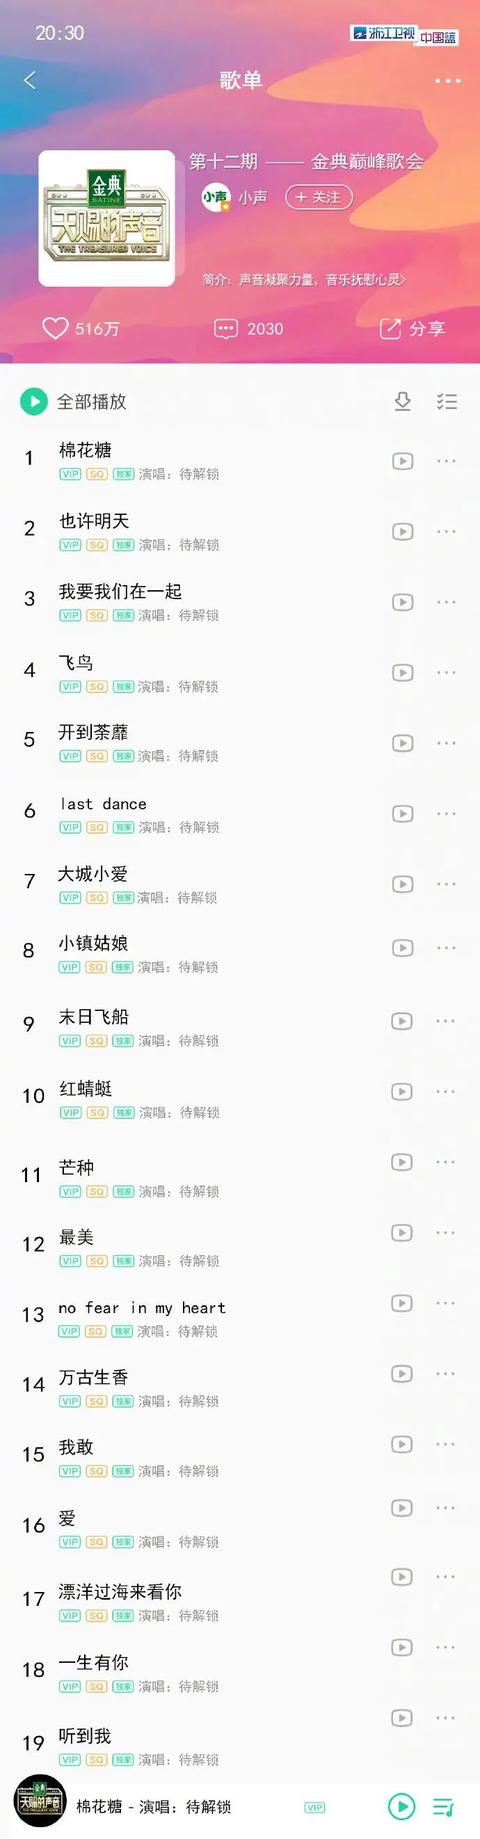 20:30
浙江卫视
中国蓝
歌单
第十二期 —— 金典巅峰歌会
金典
SATINE
天赐的声音
THE TREASURED VOICE
小声
小声
+ 关注
简介：声音凝聚力量，音乐抚慰心灵>
516万
2030
分享
全部播放
1
棉花糖
VIP SQ 独家 演唱：待解锁
2
也许明天
VIP SQ 独家 演唱：待解锁
3
我要我们在一起
VIP SQ 独家 演唱：待解锁
4
飞鸟
VIP SQ 独家 演唱：待解锁
5
开到荼蘼
VIP SQ 独家 演唱：待解锁
6
last dance
VIP SQ 独家 演唱：待解锁
7
大城小爱
VIP SQ 独家 演唱：待解锁
8
小镇姑娘
VIP SQ 独家 演唱：待解锁
9
末日飞船
VIP SQ 独家 演唱：待解锁
10
红蜻蜓
VIP SQ 独家 演唱：待解锁
11
芒种
VIP SQ 独家 演唱：待解锁
12
最美
VIP SQ 独家 演唱：待解锁
13
no fear in my heart
VIP SQ 独家 演唱：待解锁
14
万古生香
VIP SQ 独家 演唱：待解锁
15
我敢
VIP SQ 独家 演唱：待解锁
16
爱
VIP SQ 独家 演唱：待解锁
17
漂洋过海来看你
VIP SQ 独家 演唱：待解锁
18
一生有你
VIP SQ 独家 演唱：待解锁
19
听到我
VIP SQ 独家 演唱：待解锁
金典
天赐的声音
棉花糖 - 演唱：待解锁
VIP